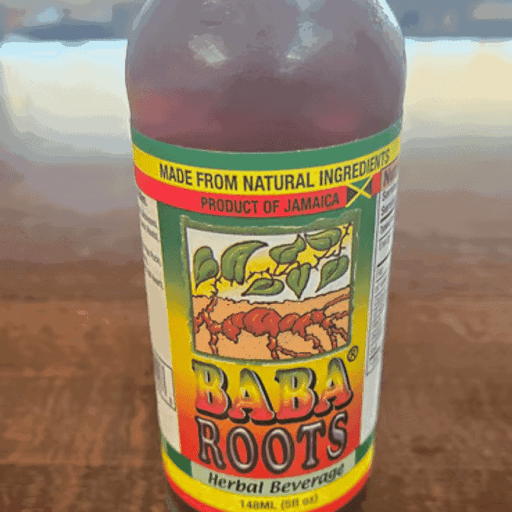 MADE FROM NATURAL INGREDIENTS
PRODUCT OF JAMAICA
BABA®
ROOTS
Herbal Beverage
148ML (5fl oz)